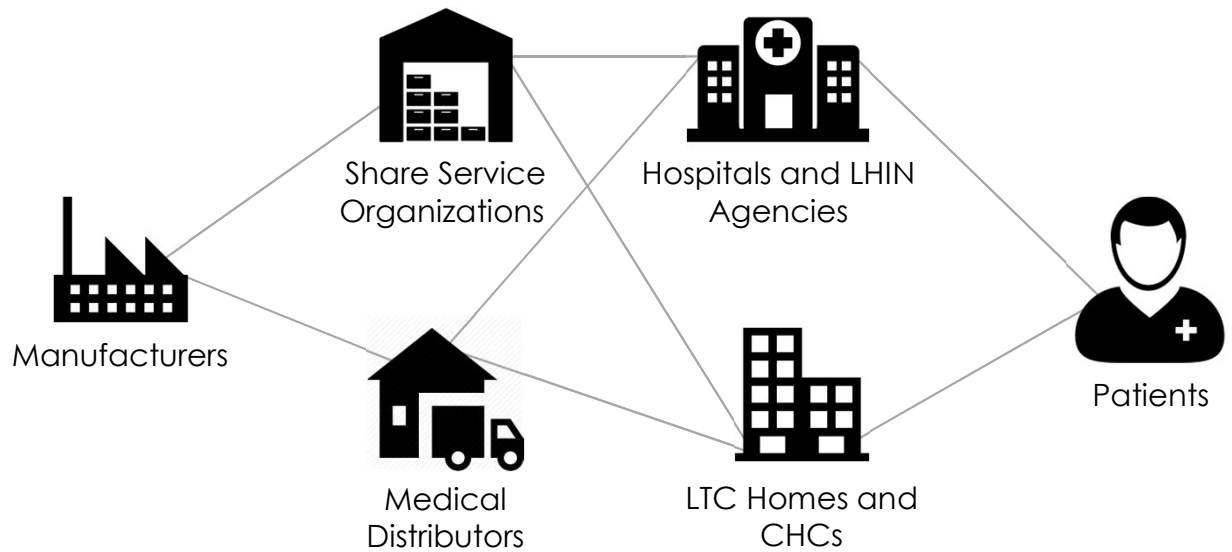 Share Service
Organizations
Hospitals and LHIN
Agencies
Manufacturers
Patients
Medical
Distributors
LTC Homes and
CHCs